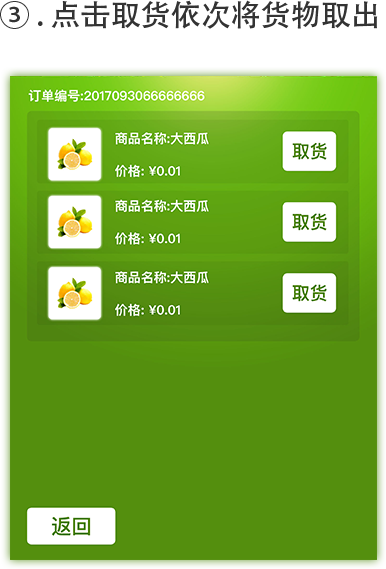 ③.点击取货依次将货物取出
订单编号:2017093066666666
商品名称:大西瓜
价格: ¥0.01
取货
商品名称:大西瓜
价格: ¥0.01
取货
商品名称:大西瓜
价格: ¥0.01
取货
返回